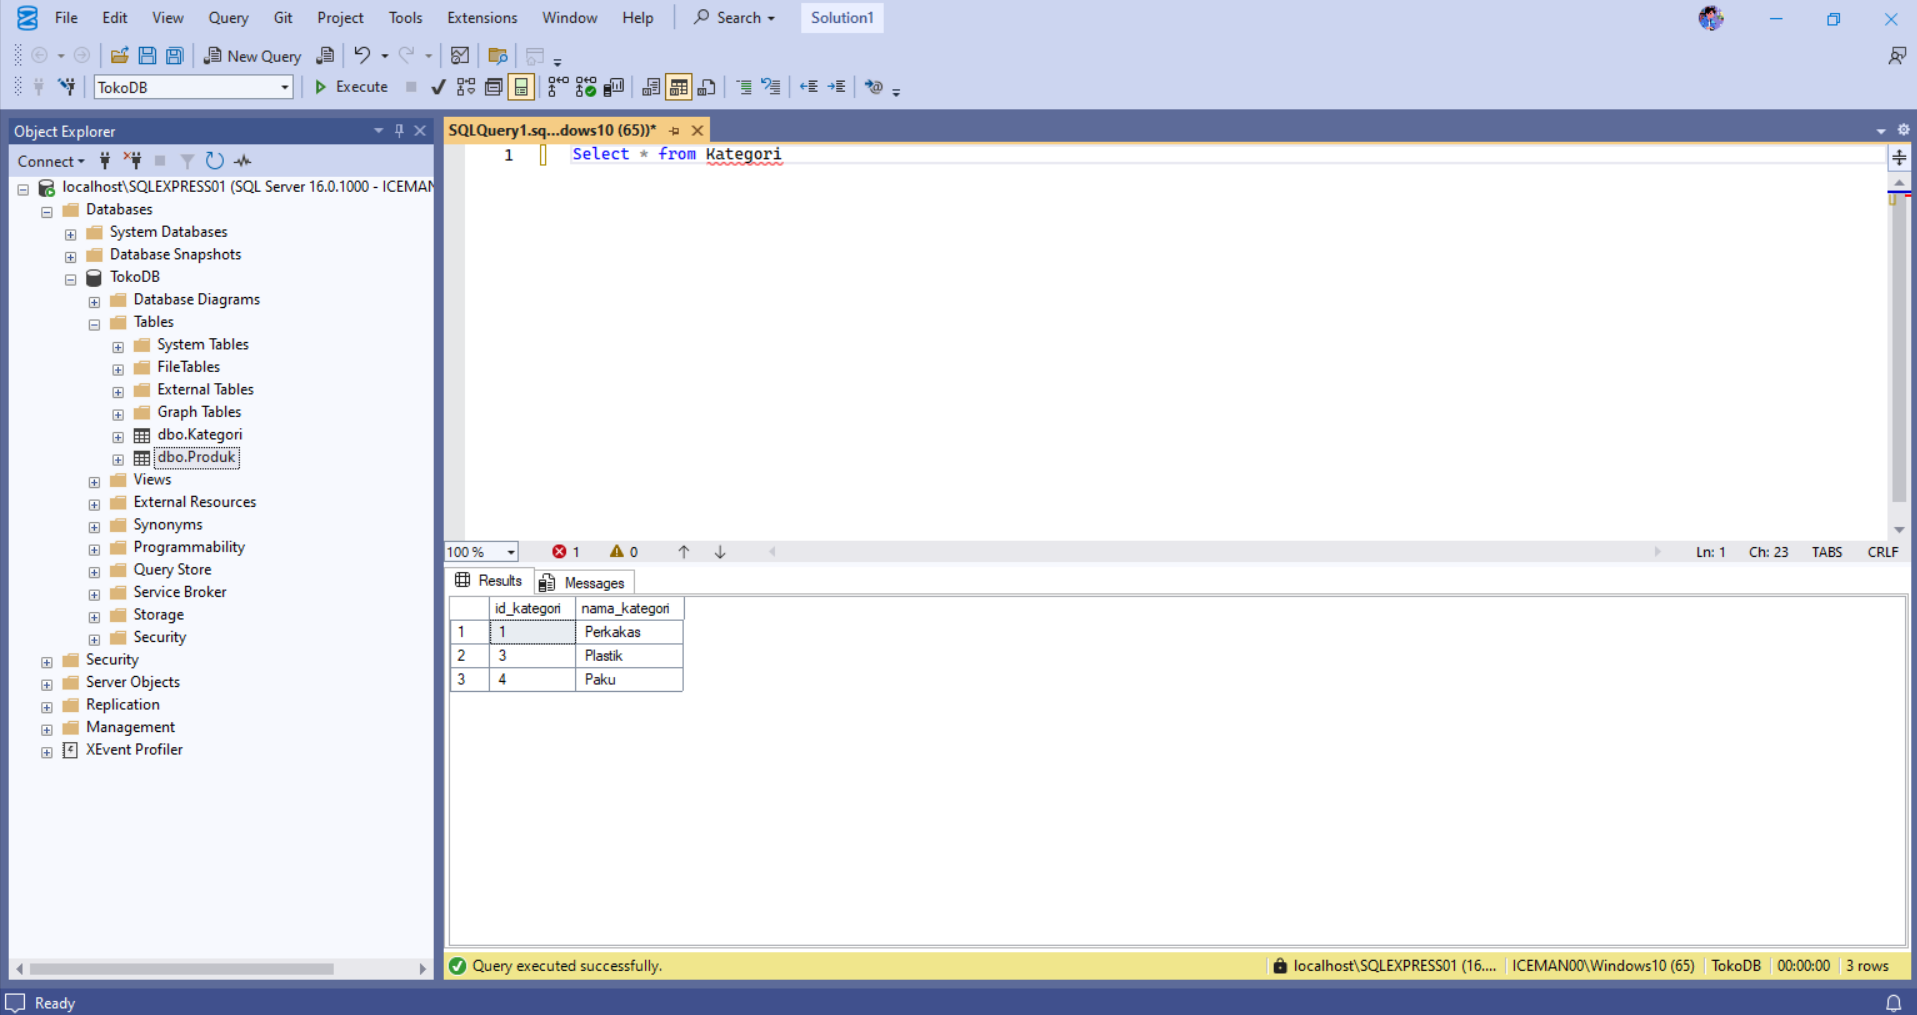 File Edit View Query Git Project Tools Extensions Window Help Search Solution1
New Query
TokoDB Execute
Object Explorer
Connect
localhost\SQLEXPRESS01 (SQL Server 16.0.1000 - ICEMAN
Databases
System Databases
Database Snapshots
TokoDB
Database Diagrams
Tables
System Tables
FileTables
External Tables
Graph Tables
dbo.Kategori
dbo.Produk
Views
External Resources
Synonyms
Programmability
Query Store
Service Broker
Storage
Security
Security
Server Objects
Replication
Management
XEvent Profiler
SQLQuery1.sq...dows10 (65))*
1 Select * from Kategori
100 % 1 0 Ln: 1 Ch: 23 TABS CRLF
Results Messages
id_kategori nama_kategori
1 1 Perkakas
2 3 Plastik
3 4 Paku
Query executed successfully. localhost\SQLEXPRESS01 (16.... ICEMAN00\Windows10 (65) TokoDB 00:00:00 3 rows
Ready